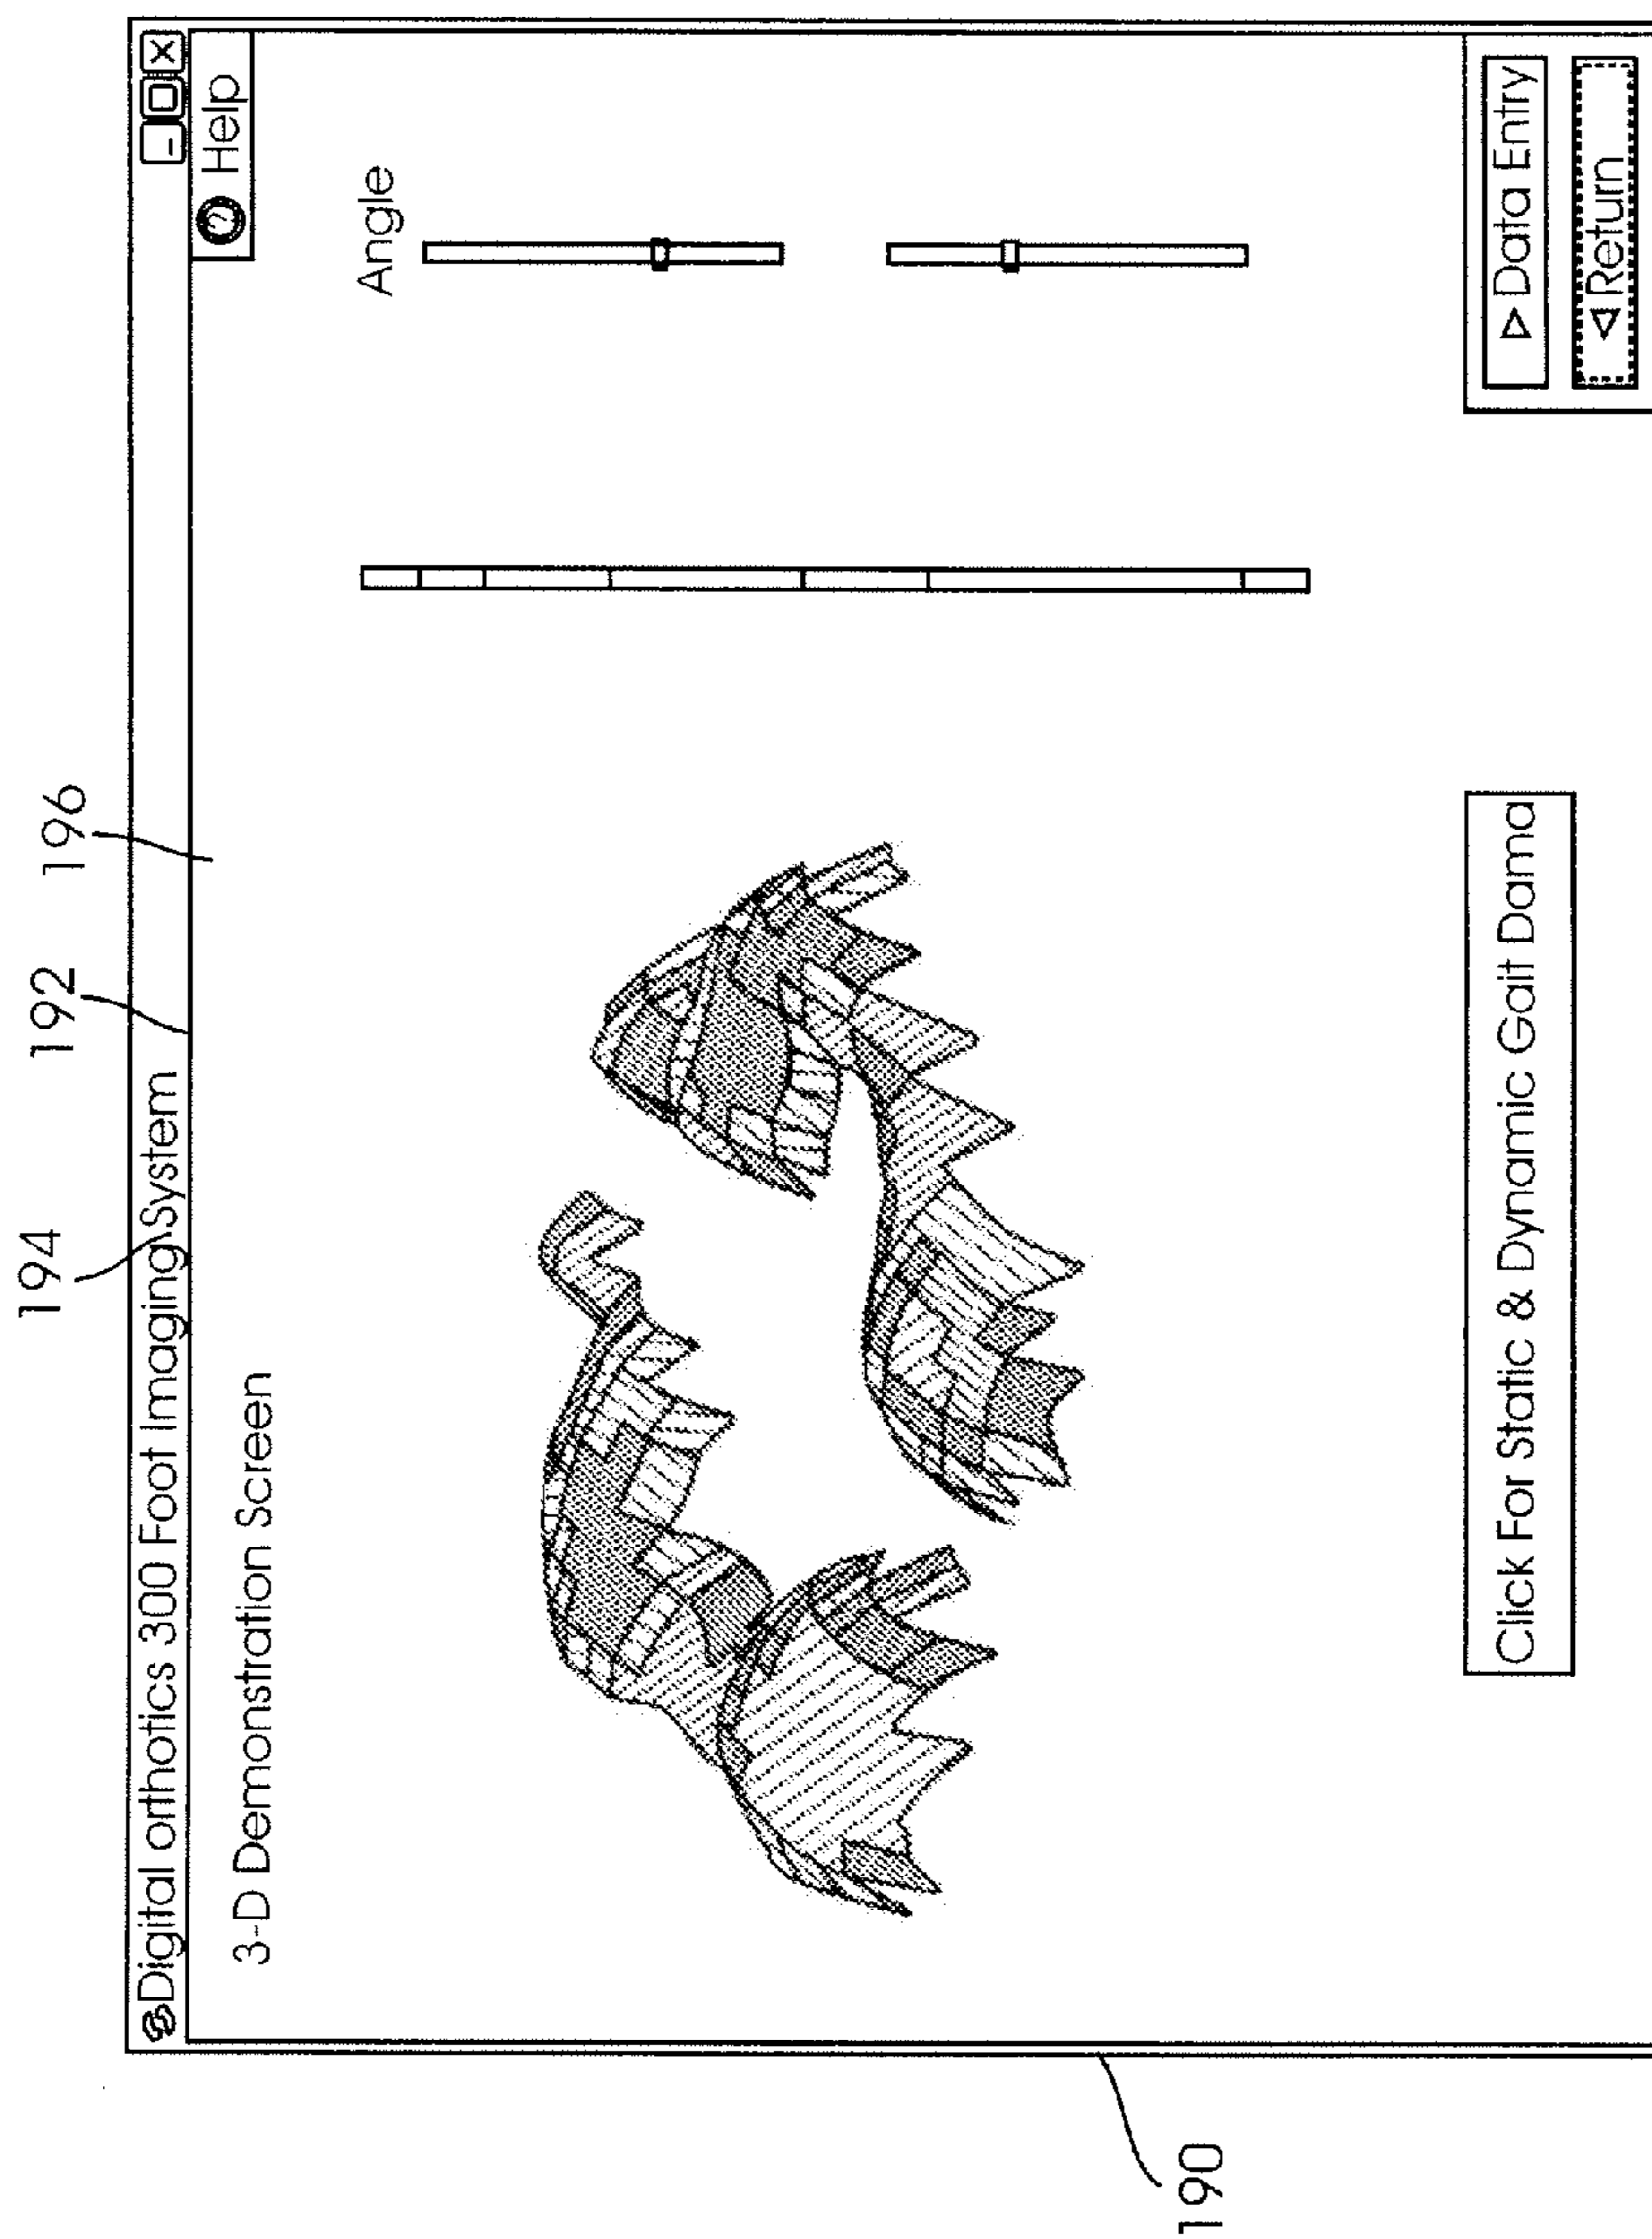 194
192
196
Digital orthotics 300 Foot Imaging System
Help
3-D Demonstration Screen
Angle
Click For Static & Dynamic Gait Dama
Data Entry
Return
190